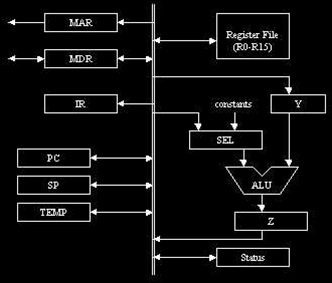 MAR
Register File
(R0-R15)
MDR
IR
constants
Y
SEL
PC
ALU
SP
TEMP
Z
Status